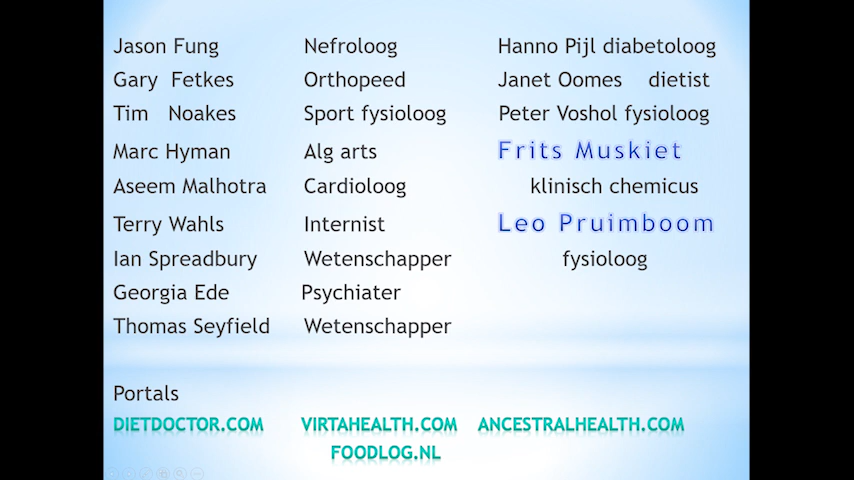 Jason Fung Nefroloog Hanno Pijl diabetoloog
Gary Fetkes Orthopeed Janet Oomes dietist
Tim Noakes Sport fysioloog Peter Voshol fysioloog
Marc Hyman Alg arts Frits Muskiet
Aseem Malhotra Cardioloog klinisch chemicus
Terry Wahls Internist Leo Pruimboom
Ian Spreadbury Wetenschapper fysioloog
Georgia Ede Psychiater
Thomas Seyfield Wetenschapper
Portals
DIETDOCTOR.COM VIRTAHEALTH.COM ANCESTRALHEALTH.COM
FOODLOG.NL